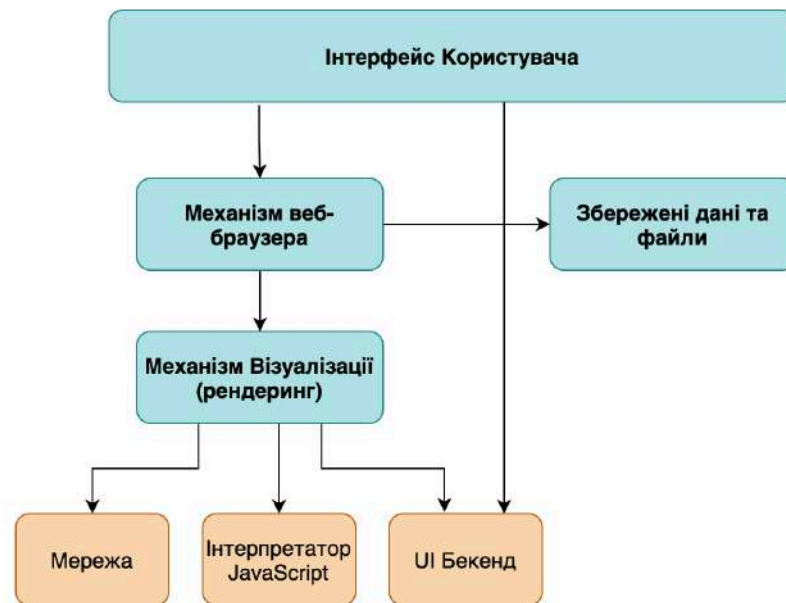 Інтерфейс Користувача
Механізм веб-
браузера
Збережені дані та
файли
Механізм Візуалізації
(рендеринг)
Мережа
Інтерпретатор
JavaScript
UI Бекенд